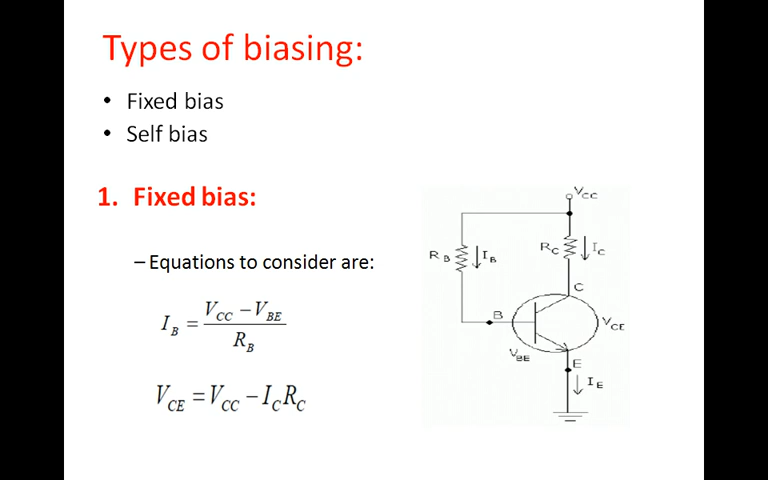 Types of biasing:
• Fixed bias
• Self bias
1. Fixed bias:
– Equations to consider are:
I_B = (V_CC – V_BE) / R_B
V_CE = V_CC – I_C R_C
V_CC
R_B
I_B
R_C
I_C
C
B
V_CE
V_BE
E
I_E